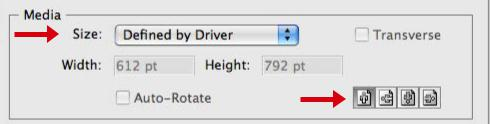 Media
Size: Defined by Driver Transverse
Width: 612 pt Height: 792 pt
Auto-Rotate